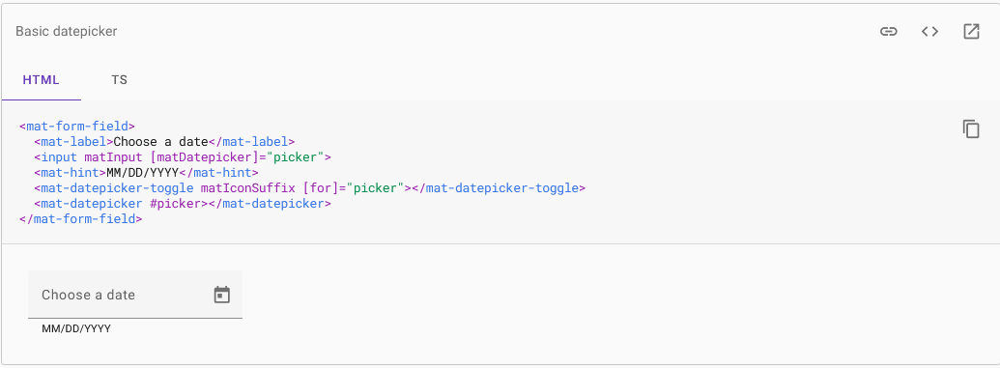 Basic datepicker
HTML TS
<mat-form-field>
  <mat-label>Choose a date</mat-label>
  <input matInput [matDatepicker]="picker">
  <mat-hint>MM/DD/YYYY</mat-hint>
  <mat-datepicker-toggle matIconSuffix [for]="picker"></mat-datepicker-toggle>
  <mat-datepicker #picker></mat-datepicker>
</mat-form-field>
Choose a date
MM/DD/YYYY